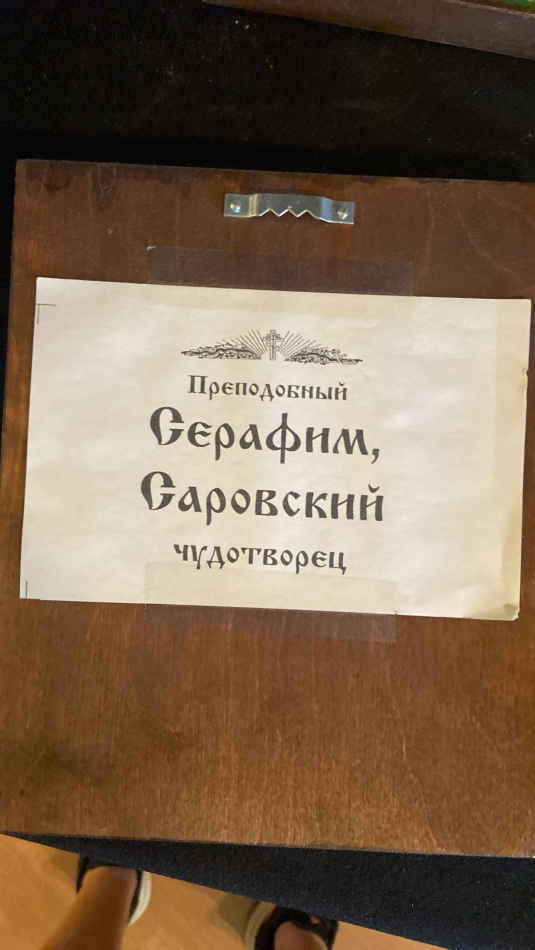 Преподобный
Серафим,
Саровский
чудотворец